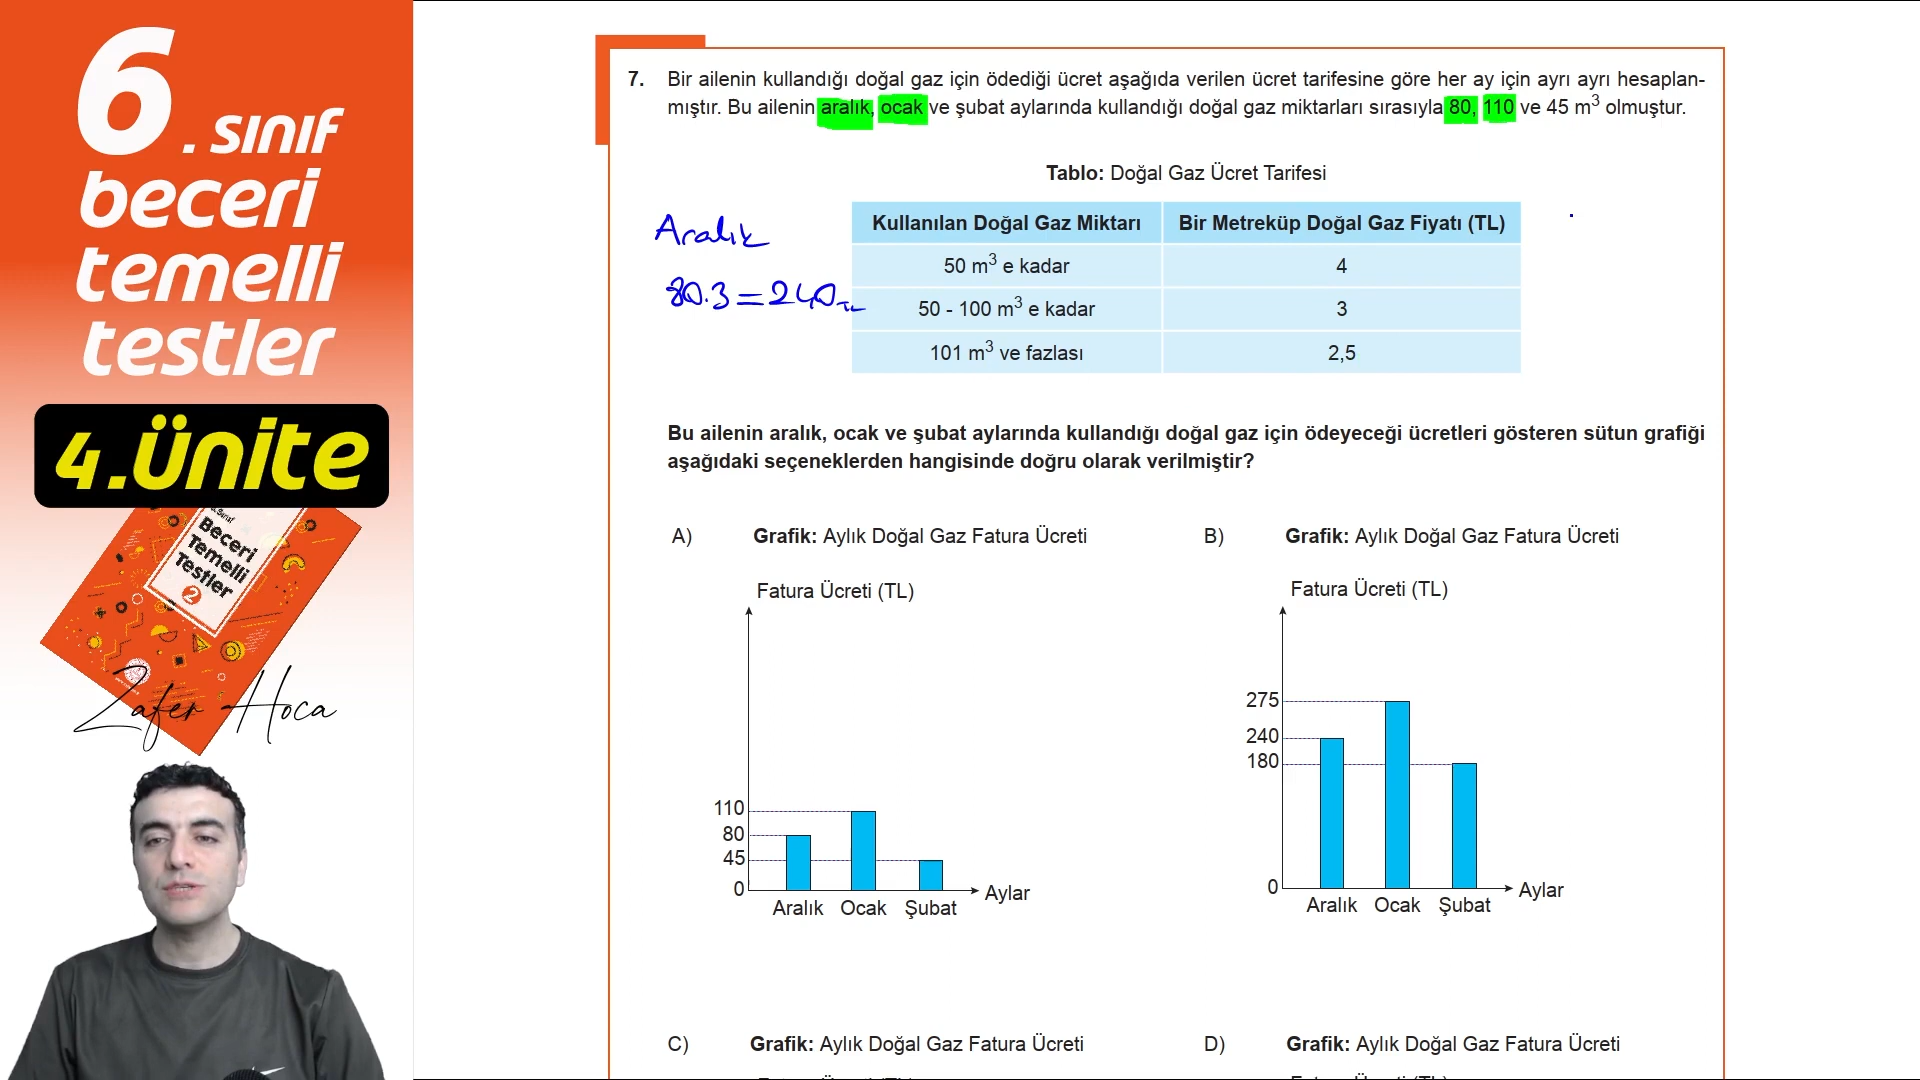 6. sınıf
beceri
temelli
testler
4.ünite
Beceri
Temelli
Testler
2
Zafer Hoca
7. Bir ailenin kullandığı doğal gaz için ödediği ücret aşağıda verilen ücret tarifesine göre her ay için ayrı ayrı hesaplan-
mıştır. Bu ailenin aralık, ocak ve şubat aylarında kullandığı doğal gaz miktarları sırasıyla 80, 110 ve 45 m³ olmuştur.
Tablo: Doğal Gaz Ücret Tarifesi
Aralık
80.3=240 TL
Kullanılan Doğal Gaz Miktarı Bir Metreküp Doğal Gaz Fiyatı (TL)
50 m³ e kadar 4
50 - 100 m³ e kadar 3
101 m³ ve fazlası 2,5
Bu ailenin aralık, ocak ve şubat aylarında kullandığı doğal gaz için ödeyeceği ücretleri gösteren sütun grafiği
aşağıdaki seçeneklerden hangisinde doğru olarak verilmiştir?
A) Grafik: Aylık Doğal Gaz Fatura Ücreti
Fatura Ücreti (TL)
110
80
45
0
Aylar
Aralık Ocak Şubat
B) Grafik: Aylık Doğal Gaz Fatura Ücreti
Fatura Ücreti (TL)
275
240
180
0
Aylar
Aralık Ocak Şubat
C) Grafik: Aylık Doğal Gaz Fatura Ücreti
D) Grafik: Aylık Doğal Gaz Fatura Ücreti